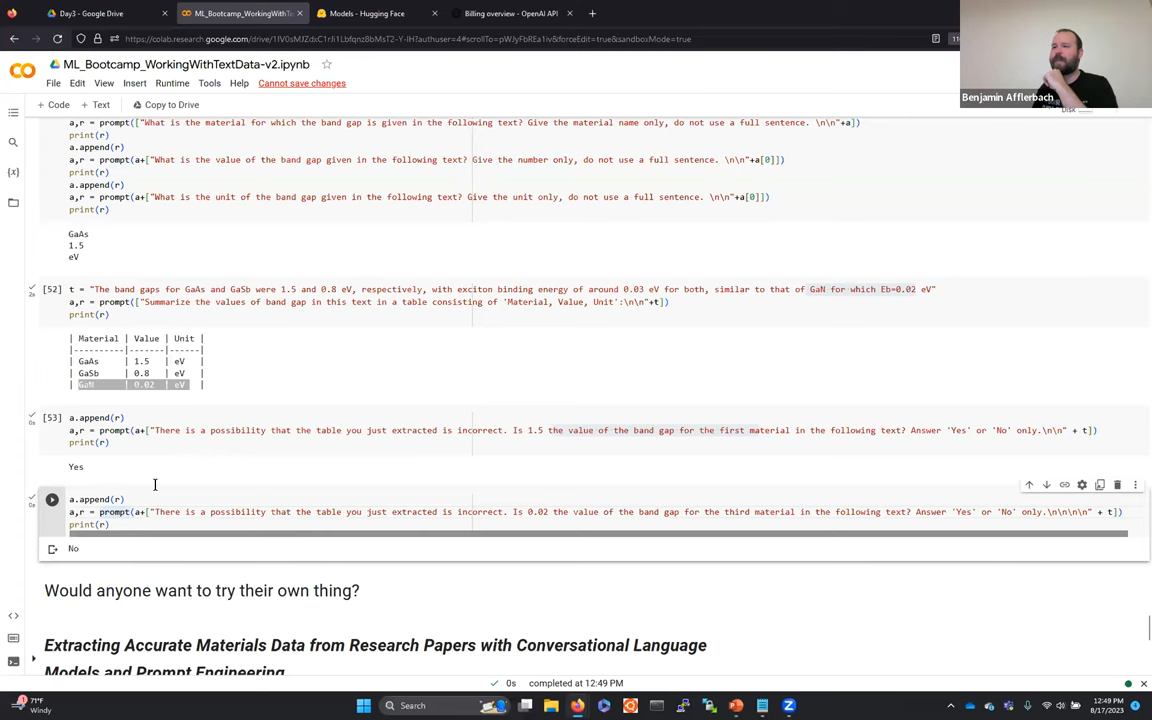 Day3 - Google Drive
ML_Bootcamp_WorkingWithT
Models - Hugging Face
Billing overview - OpenAI API
https://colab.research.google.com/drive/1IV0sMJZdxC1rJi1Lbfqnz8bMsT2-Y-IH?authuser=4#scrollTo=pWJyFbREa1iv&forceEdit=true&sandboxMode=true
ML_Bootcamp_WorkingWithTextData-v2.ipynb
File Edit View Insert Runtime Tools Help Cannot save changes
+ Code + Text Copy to Drive
Benjamin Afflerbach
Disk
a,r = prompt(["What is the material for which the band gap is given in the following text? Give the material name only, do not use a full sentence. \n\n"+a])
print(r)
a.append(r)
a,r = prompt(a+["What is the value of the band gap given in the following text? Give the number only, do not use a full sentence. \n\n"+a[0]])
print(r)
a.append(r)
a,r = prompt(a+["What is the unit of the band gap given in the following text? Give the unit only, do not use a full sentence. \n\n"+a[0]])
print(r)
GaAs
1.5
eV
[52] t = "The band gaps for GaAs and GaSb were 1.5 and 0.8 eV, respectively, with exciton binding energy of around 0.03 eV for both, similar to that of GaN for which Eb=0.02 eV"
2s
a,r = prompt(["Summarize the values of band gap in this text in a table consisting of 'Material, Value, Unit':\n\n"+t])
print(r)
| Material | Value | Unit |
|----------|-------|------|
| GaAs | 1.5 | eV |
| GaSb | 0.8 | eV |
| GaN | 0.02 | eV |
[53] a.append(r)
0s
a,r = prompt(a+["There is a possibility that the table you just extracted is incorrect. Is 1.5 the value of the band gap for the first material in the following text? Answer 'Yes' or 'No' only.\n\n" + t])
print(r)
Yes
a.append(r)
0s
a,r = prompt(a+["There is a possibility that the table you just extracted is incorrect. Is 0.02 the value of the band gap for the third material in the following text? Answer 'Yes' or 'No' only.\n\n\n\n" + t])
print(r)
No
Would anyone want to try their own thing?
Extracting Accurate Materials Data from Research Papers with Conversational Language
Models and Prompt Engineering
0s completed at 12:49 PM
71°F
Windy
Search
12:49 PM
8/17/2023